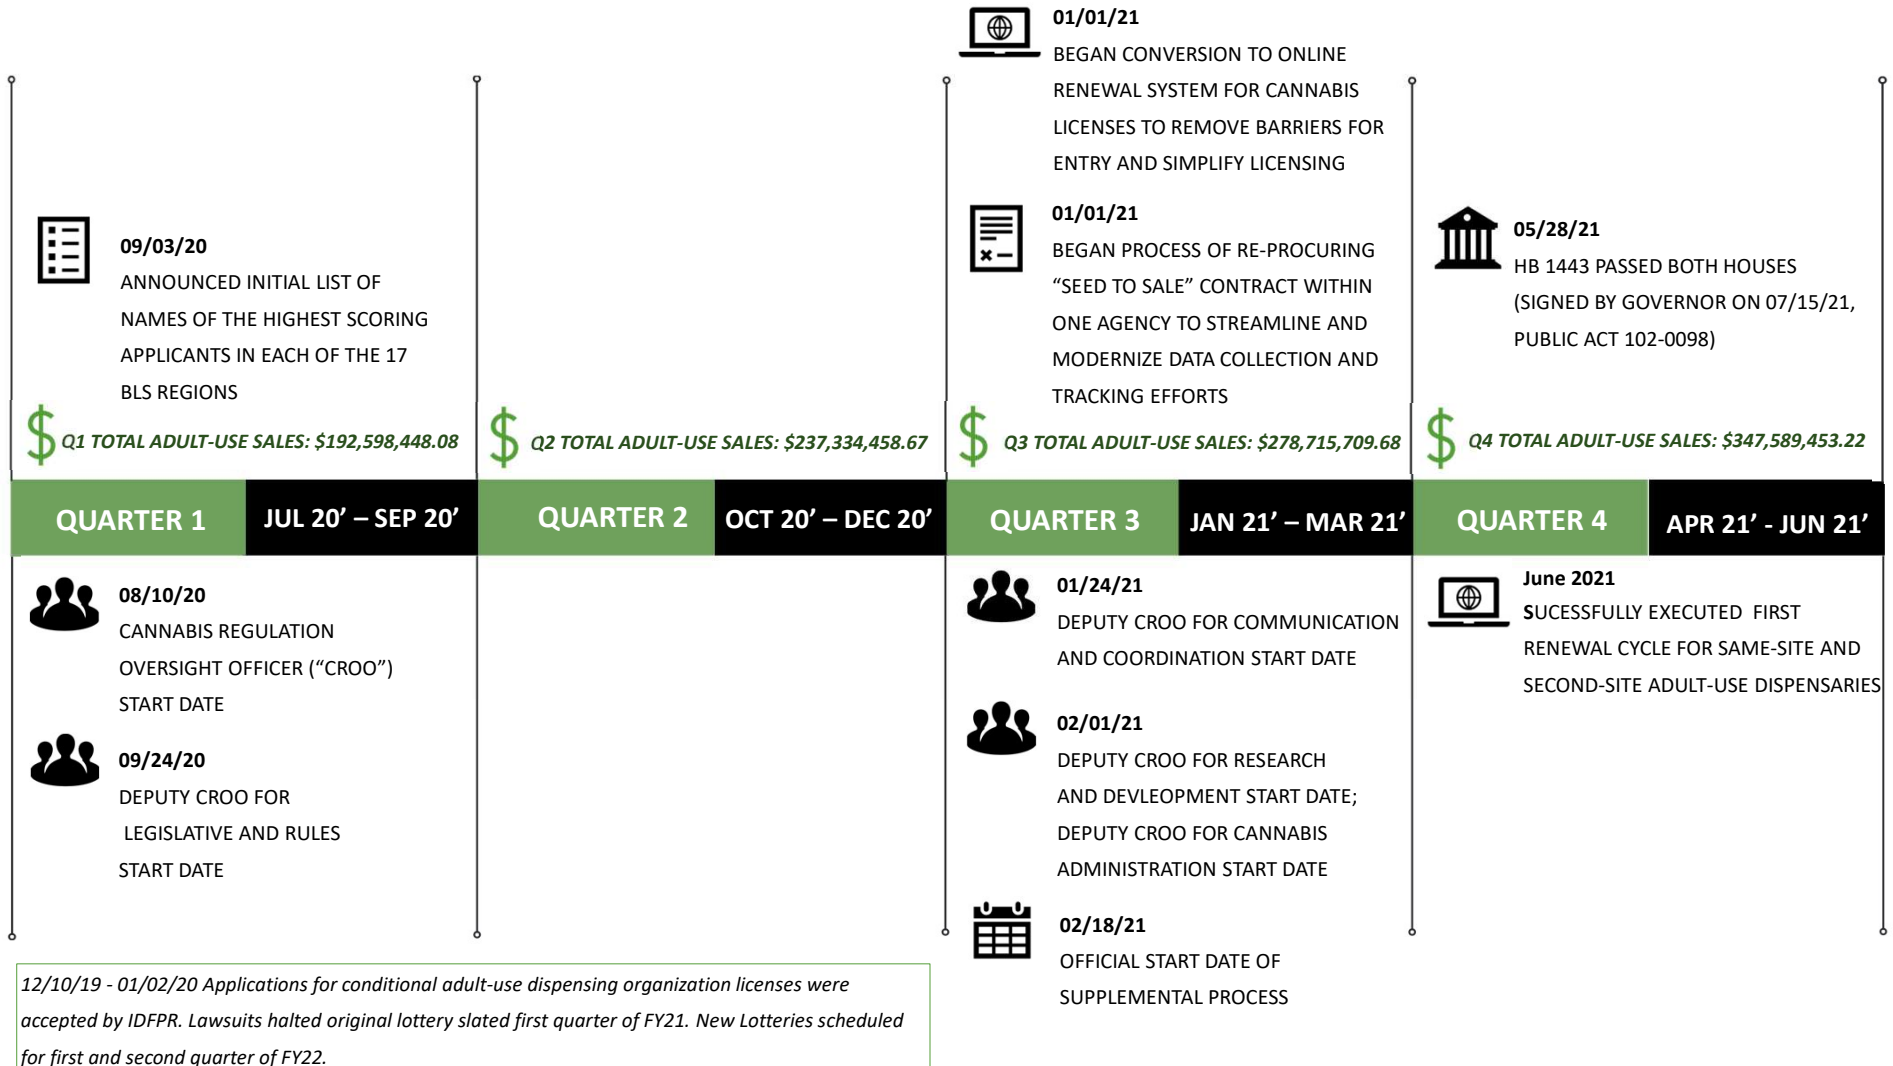 01/01/21
BEGAN CONVERSION TO ONLINE
RENEWAL SYSTEM FOR CANNABIS
LICENSES TO REMOVE BARRIERS FOR
ENTRY AND SIMPLIFY LICENSING
09/03/20
ANNOUNCED INITIAL LIST OF
NAMES OF THE HIGHEST SCORING
APPLICANTS IN EACH OF THE 17
BLS REGIONS
01/01/21
BEGAN PROCESS OF RE-PROCURING
“SEED TO SALE” CONTRACT WITHIN
ONE AGENCY TO STREAMLINE AND
MODERNIZE DATA COLLECTION AND
TRACKING EFFORTS
05/28/21
HB 1443 PASSED BOTH HOUSES
(SIGNED BY GOVERNOR ON 07/15/21,
PUBLIC ACT 102-0098)
$ Q1 TOTAL ADULT-USE SALES: $192,598,448.08
$ Q2 TOTAL ADULT-USE SALES: $237,334,458.67
$ Q3 TOTAL ADULT-USE SALES: $278,715,709.68
$ Q4 TOTAL ADULT-USE SALES: $347,589,453.22
QUARTER 1
JUL 20’ – SEP 20’
QUARTER 2
OCT 20’ – DEC 20’
QUARTER 3
JAN 21’ – MAR 21’
QUARTER 4
APR 21’ - JUN 21’
08/10/20
CANNABIS REGULATION
OVERSIGHT OFFICER (“CROO”)
START DATE
09/24/20
DEPUTY CROO FOR
LEGISLATIVE AND RULES
START DATE
01/24/21
DEPUTY CROO FOR COMMUNICATION
AND COORDINATION START DATE
02/01/21
DEPUTY CROO FOR RESEARCH
AND DEVLEOPMENT START DATE;
DEPUTY CROO FOR CANNABIS
ADMINISTRATION START DATE
02/18/21
OFFICIAL START DATE OF
SUPPLEMENTAL PROCESS
June 2021
SUCESSFULLY EXECUTED  FIRST
RENEWAL CYCLE FOR SAME-SITE AND
SECOND-SITE ADULT-USE DISPENSARIES
12/10/19 - 01/02/20 Applications for conditional adult-use dispensing organization licenses were
accepted by IDFPR. Lawsuits halted original lottery slated first quarter of FY21. New Lotteries scheduled
for first and second quarter of FY22.